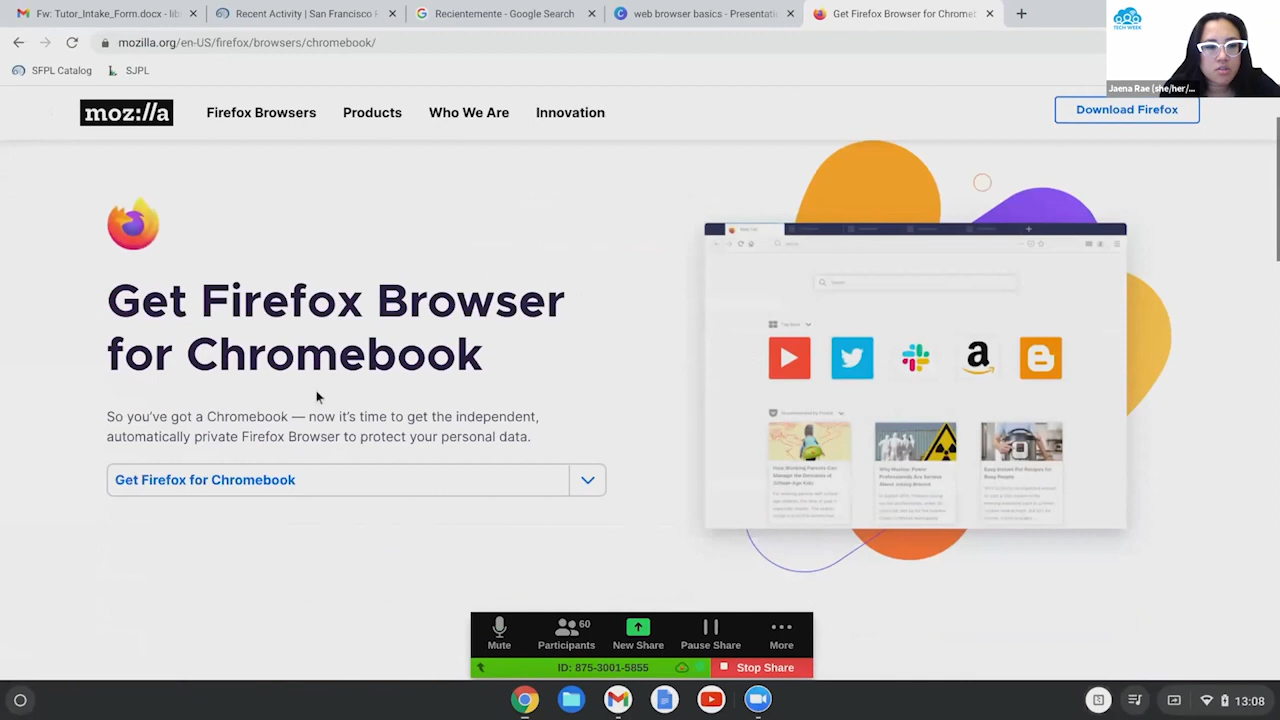 Fw: Tutor_Intake_Form.docx - lib
Recent Activity | San Francisco P
Recientemente - Google Search
web browser basics - Presentati
Get Firefox Browser for Chromeb
mozilla.org/en-US/firefox/browsers/chromebook/
SFPL Catalog
SJPL
TECH WEEK
Jaena Rae (she/her/...
moz://a
Firefox Browsers
Products
Who We Are
Innovation
Download Firefox
Get Firefox Browser
for Chromebook
So you've got a Chromebook — now it's time to get the independent,
automatically private Firefox Browser to protect your personal data.
Get Firefox for Chromebook
Mute
Participants
60
New Share
Pause Share
More
ID: 875-3001-5855
Stop Share
13:08